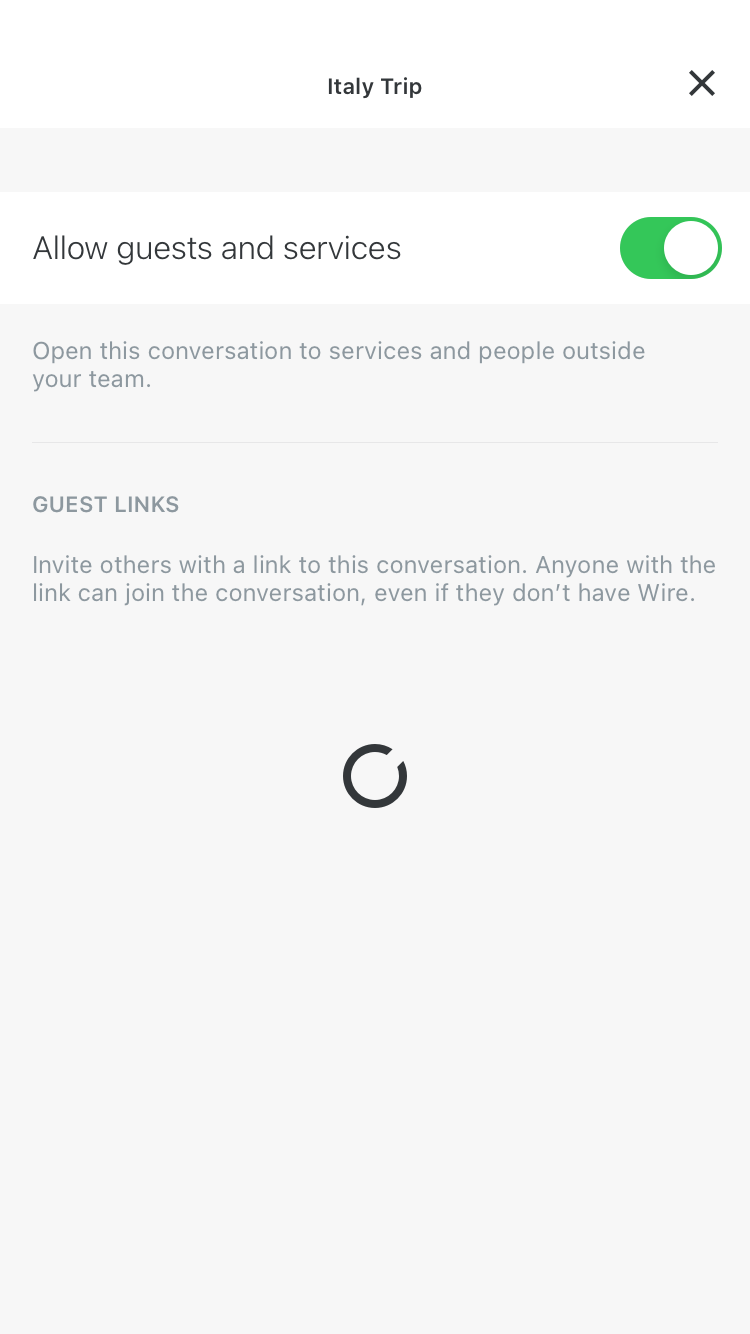 Italy Trip
Allow guests and services
Open this conversation to services and people outside
your team.
GUEST LINKS
Invite others with a link to this conversation. Anyone with the
link can join the conversation, even if they don’t have Wire.